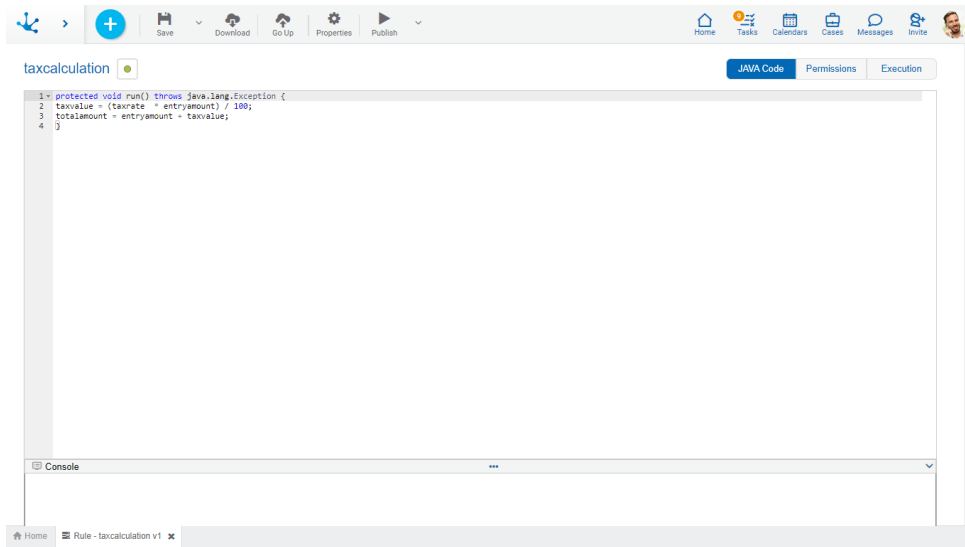 Save
Download
Go Up
Properties
Publish
Home
9
Tasks
Calendars
Cases
Messages
Invite
taxcalculation
JAVA Code
Permissions
Execution
1 protected void run() throws java.lang.Exception {
2 taxvalue = (taxrate * entryamount) / 100;
3 totalamount = entryamount + taxvalue;
4 }
Console
Home
Rule - taxcalculation v1